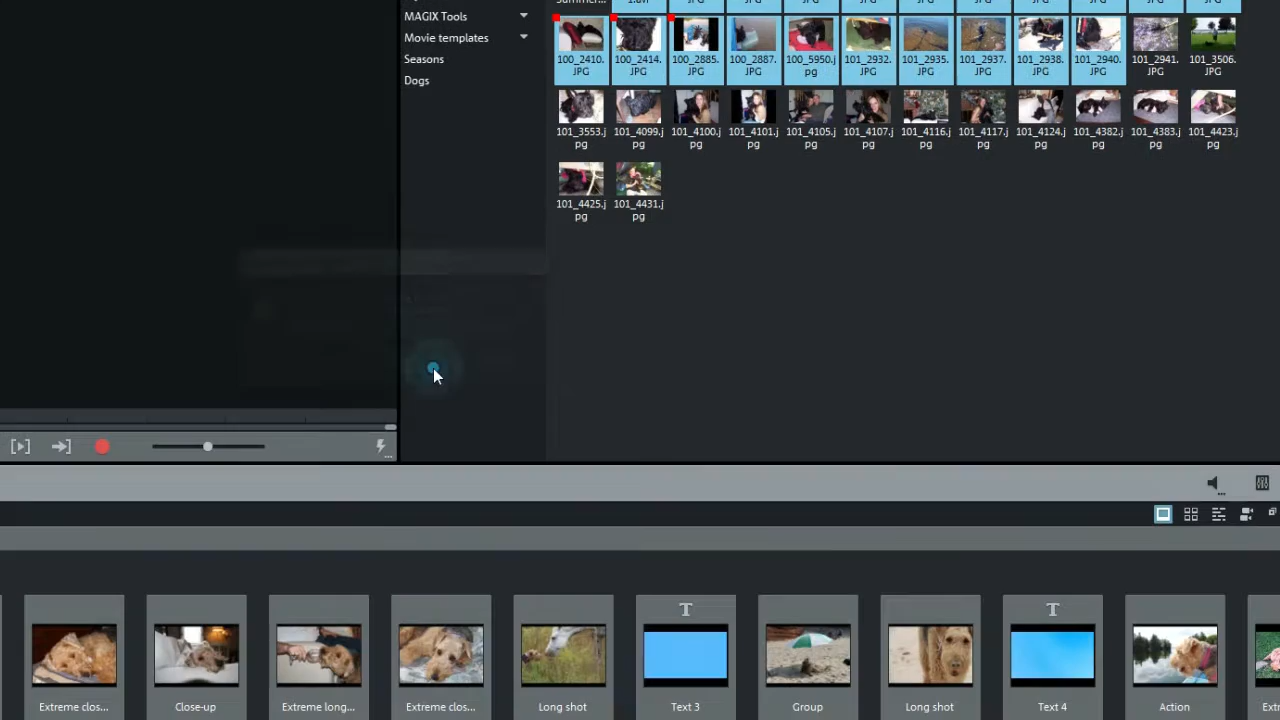 MAGIX Tools
Movie templates
Seasons
Dogs
100_2410.
JPG
100_2414.
JPG
100_2885.
JPG
100_2887.
JPG
100_5950.j
pg
101_2932.
JPG
101_2935.
JPG
101_2937.
JPG
101_2938.
JPG
101_2940.
JPG
101_2941.
JPG
101_3506.
JPG
101_3553.j
pg
101_4099.j
pg
101_4100.j
pg
101_4101.j
pg
101_4105.j
pg
101_4107.j
pg
101_4116.j
pg
101_4117.j
pg
101_4124.j
pg
101_4382.j
pg
101_4383.j
pg
101_4423.j
pg
101_4425.j
pg
101_4431.j
pg
T
T
Extreme clos...
Close-up
Extreme long...
Extreme clos...
Long shot
Text 3
Group
Long shot
Text 4
Action